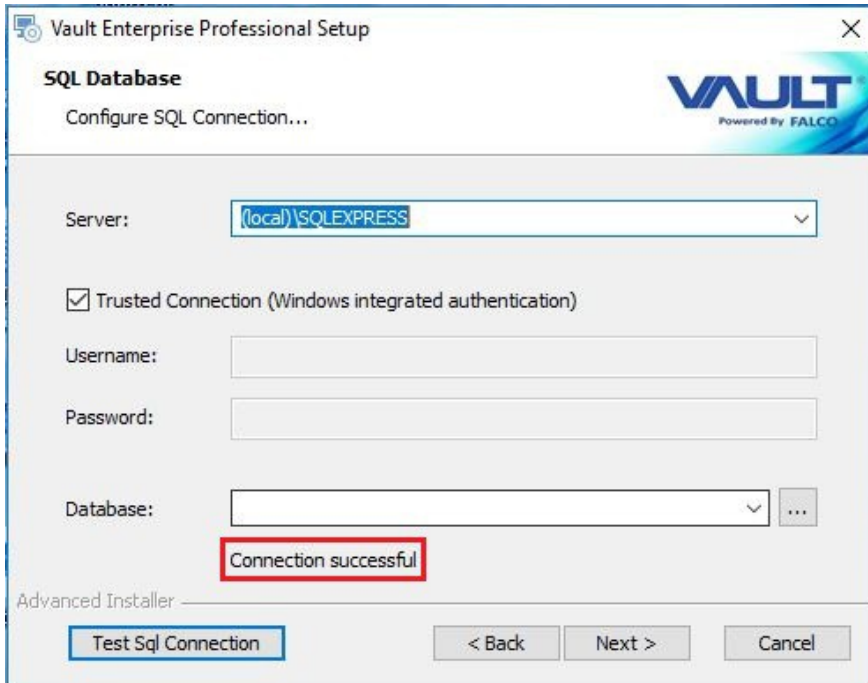 Vault Enterprise Professional Setup
SQL Database
Configure SQL Connection...
VAULT
Powered By FALCO
Server:
(local)\SQLEXPRESS
Trusted Connection (Windows integrated authentication)
Username:
Password:
Database:
...
Connection successful
Advanced Installer
Test Sql Connection
< Back
Next >
Cancel